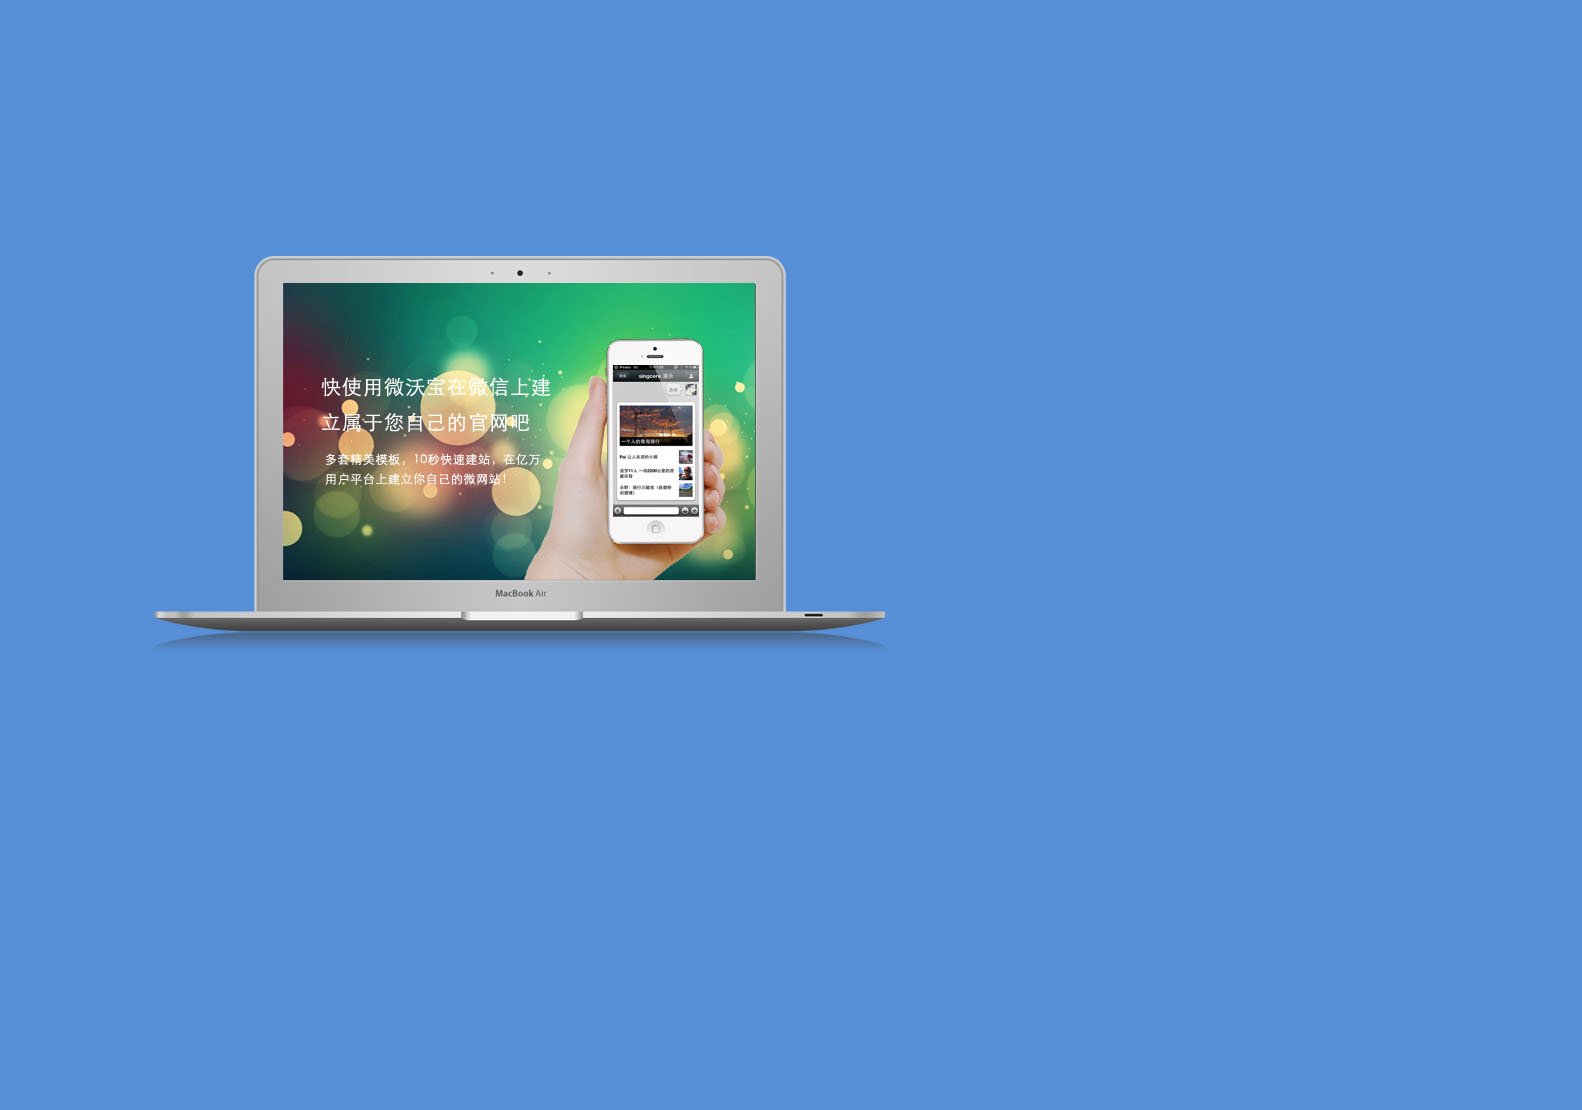 快使用微沃宝在微信上建
立属于您自己的官网吧
多套精美模板，10秒快速建站，在亿万
用户平台上建立你自己的微网站！
singcere 演示
一个人的青海骑行
MacBook Air